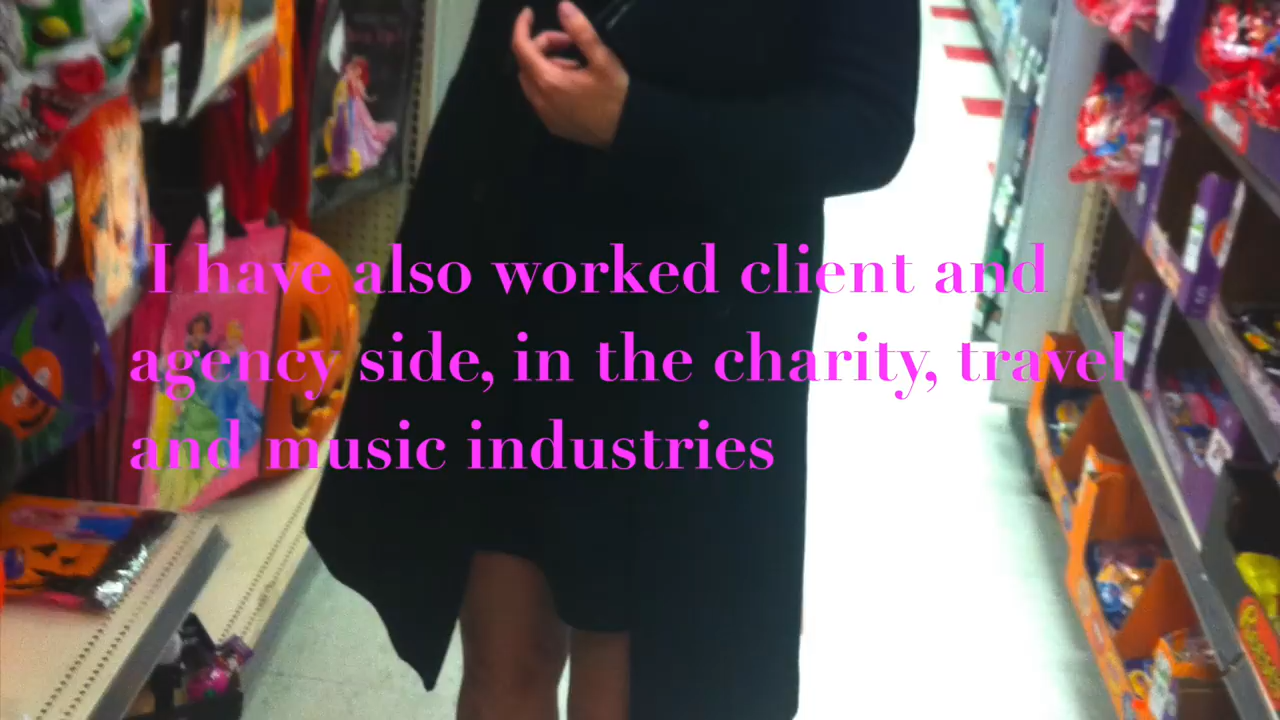 I have also worked client and
agency side, in the charity, travel
and music industries